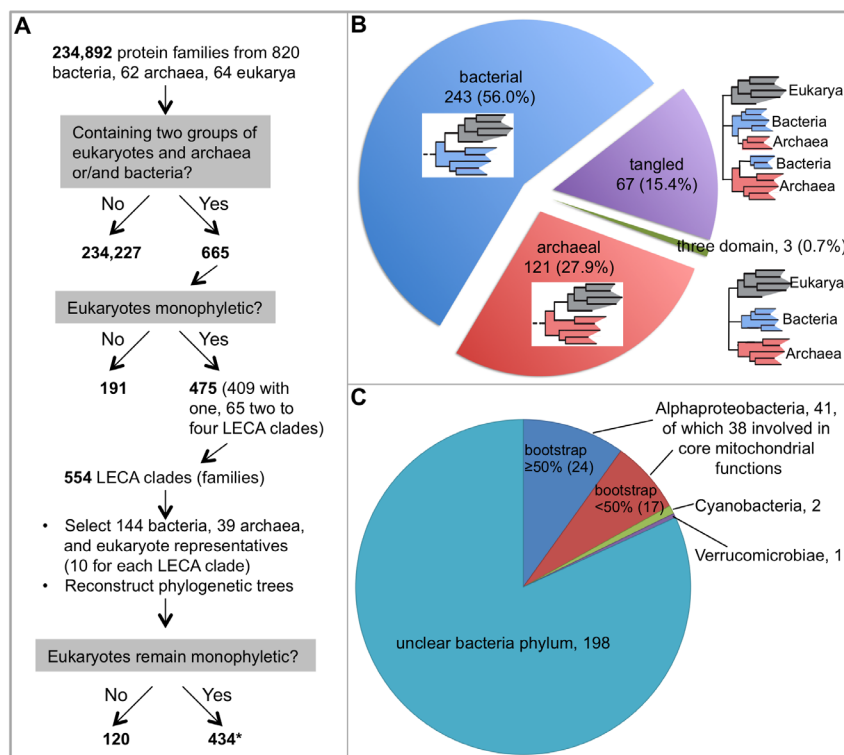 A
234,892 protein families from 820
bacteria, 62 archaea, 64 eukarya
Containing two groups of
eukaryotes and archaea
or/and bacteria?
No Yes
234,227 665
Eukaryotes monophyletic?
No Yes
191 475 (409 with
one, 65 two to
four LECA clades)
554 LECA clades (families)
• Select 144 bacteria, 39 archaea,
and eukaryote representatives
(10 for each LECA clade)
• Reconstruct phylogenetic trees
Eukaryotes remain monophyletic?
No Yes
120 434*
B
bacterial
243 (56.0%)
tangled
67 (15.4%)
three domain, 3 (0.7%)
archaeal
121 (27.9%)
Eukarya
Bacteria
Archaea
Bacteria
Archaea
Eukarya
Bacteria
Archaea
C
Alphaproteobacteria, 41,
of which 38 involved in
core mitochondrial
functions
bootstrap
≥50% (24)
bootstrap
<50% (17)
Cyanobacteria, 2
Verrucomicrobiae, 1
unclear bacteria phylum, 198